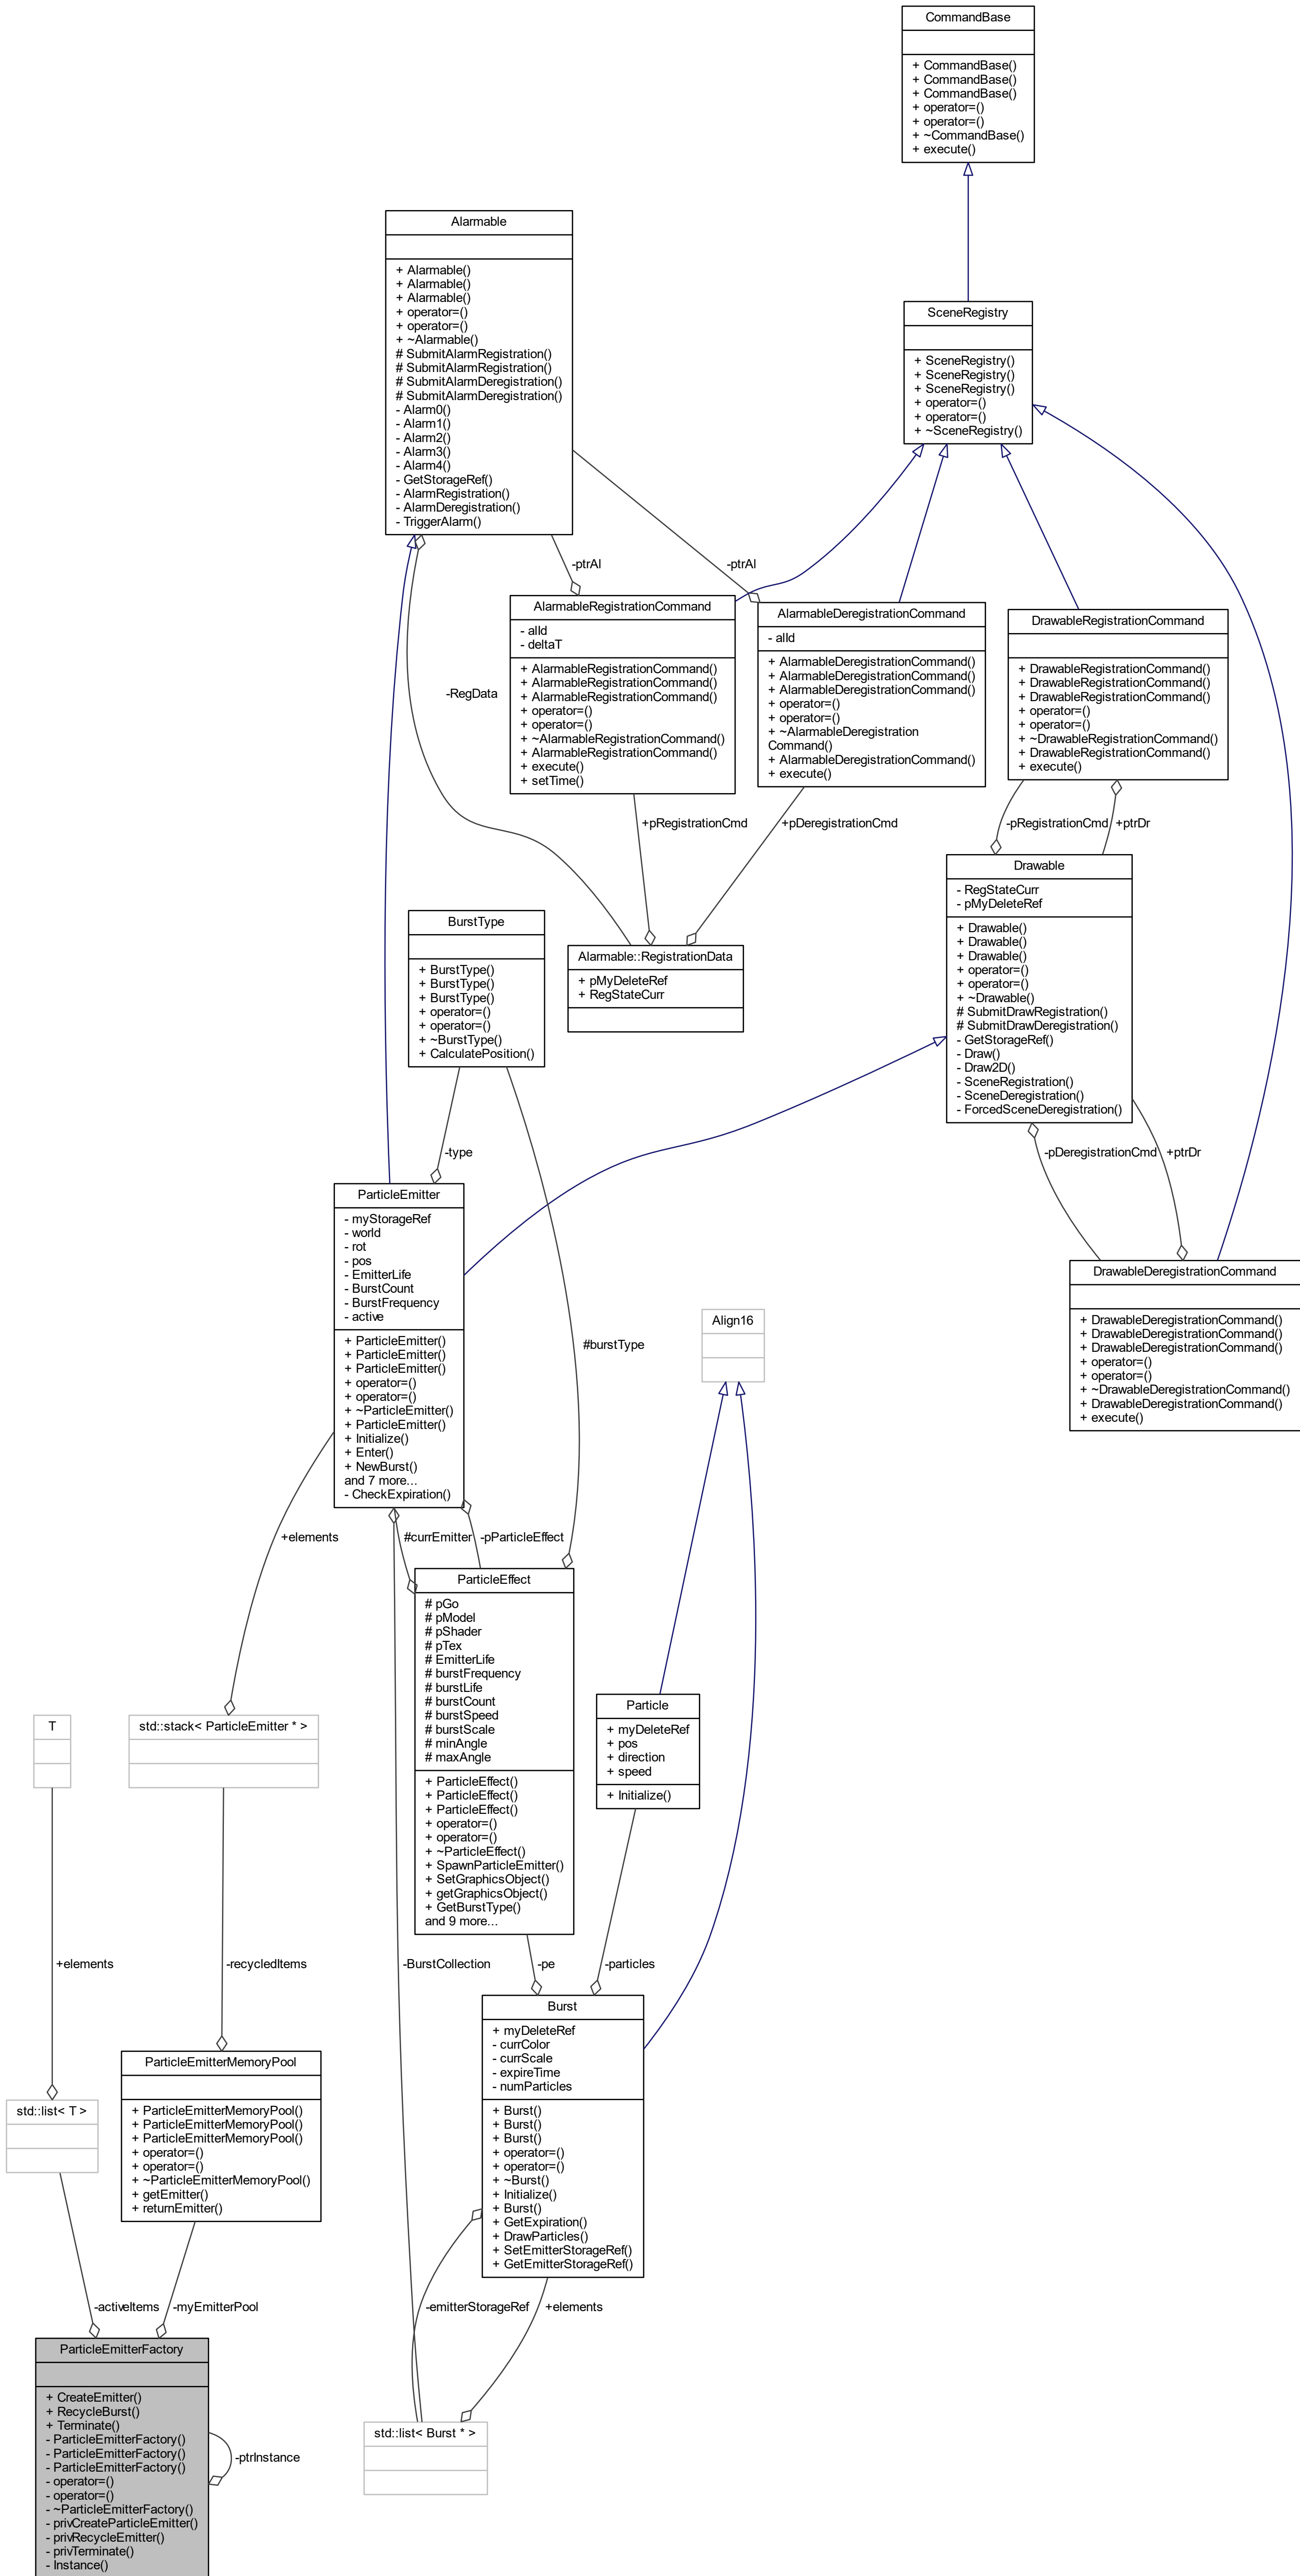 CommandBase
+ CommandBase()
+ CommandBase()
+ CommandBase()
+ operator=()
+ operator=()
+ ~CommandBase()
+ execute()
Alarmable
+ Alarmable()
+ Alarmable()
+ Alarmable()
+ operator=()
+ operator=()
+ ~Alarmable()
# SubmitAlarmRegistration()
# SubmitAlarmRegistration()
# SubmitAlarmDeregistration()
# SubmitAlarmDeregistration()
- Alarm0()
- Alarm1()
- Alarm2()
- Alarm3()
- Alarm4()
- GetStorageRef()
- AlarmRegistration()
- AlarmDeregistration()
- TriggerAlarm()
SceneRegistry
+ SceneRegistry()
+ SceneRegistry()
+ SceneRegistry()
+ operator=()
+ operator=()
+ ~SceneRegistry()
-ptrAl
-ptrAl
AlarmableRegistrationCommand
- alId
- deltaT
+ AlarmableRegistrationCommand()
+ AlarmableRegistrationCommand()
+ AlarmableRegistrationCommand()
+ operator=()
+ operator=()
+ ~AlarmableRegistrationCommand()
+ AlarmableRegistrationCommand()
+ execute()
+ setTime()
AlarmableDeregistrationCommand
- alId
+ AlarmableDeregistrationCommand()
+ AlarmableDeregistrationCommand()
+ AlarmableDeregistrationCommand()
+ operator=()
+ operator=()
+ ~AlarmableDeregistration
Command()
+ AlarmableDeregistrationCommand()
+ execute()
DrawableRegistrationCommand
+ DrawableRegistrationCommand()
+ DrawableRegistrationCommand()
+ DrawableRegistrationCommand()
+ operator=()
+ operator=()
+ ~DrawableRegistrationCommand()
+ DrawableRegistrationCommand()
+ execute()
-RegData
+pRegistrationCmd
+pDeregistrationCmd
-pRegistrationCmd
+ptrDr
Drawable
- RegStateCurr
- pMyDeleteRef
+ Drawable()
+ Drawable()
+ Drawable()
+ operator=()
+ operator=()
+ ~Drawable()
# SubmitDrawRegistration()
# SubmitDrawDeregistration()
- GetStorageRef()
- Draw()
- Draw2D()
- SceneRegistration()
- SceneDeregistration()
- ForcedSceneDeregistration()
BurstType
+ BurstType()
+ BurstType()
+ BurstType()
+ operator=()
+ operator=()
+ ~BurstType()
+ CalculatePosition()
Alarmable::RegistrationData
+ pMyDeleteRef
+ RegStateCurr
-type
-pDeregistrationCmd
+ptrDr
ParticleEmitter
- myStorageRef
- world
- rot
- pos
- EmitterLife
- BurstCount
- BurstFrequency
- active
+ ParticleEmitter()
+ ParticleEmitter()
+ ParticleEmitter()
+ operator=()
+ operator=()
+ ~ParticleEmitter()
+ ParticleEmitter()
+ Initialize()
+ Enter()
+ NewBurst()
and 7 more...
- CheckExpiration()
DrawableDeregistrationCommand
+ DrawableDeregistrationCommand()
+ DrawableDeregistrationCommand()
+ DrawableDeregistrationCommand()
+ operator=()
+ operator=()
+ ~DrawableDeregistrationCommand()
+ DrawableDeregistrationCommand()
+ execute()
Align16
#burstType
+elements
#currEmitter
-pParticleEffect
ParticleEffect
# pGo
# pModel
# pShader
# pTex
# EmitterLife
# burstFrequency
# burstLife
# burstCount
# burstSpeed
# burstScale
# minAngle
# maxAngle
+ ParticleEffect()
+ ParticleEffect()
+ ParticleEffect()
+ operator=()
+ operator=()
+ ~ParticleEffect()
+ SpawnParticleEmitter()
+ SetGraphicsObject()
+ getGraphicsObject()
+ GetBurstType()
and 9 more...
Particle
+ myDeleteRef
+ pos
+ direction
+ speed
+ Initialize()
T
std::stack< ParticleEmitter * >
+elements
-recycledItems
-BurstCollection
-pe
-particles
Burst
+ myDeleteRef
- currColor
- currScale
- expireTime
- numParticles
+ Burst()
+ Burst()
+ Burst()
+ operator=()
+ operator=()
+ ~Burst()
+ Initialize()
+ Burst()
+ GetExpiration()
+ DrawParticles()
+ SetEmitterStorageRef()
+ GetEmitterStorageRef()
ParticleEmitterMemoryPool
+ ParticleEmitterMemoryPool()
+ ParticleEmitterMemoryPool()
+ ParticleEmitterMemoryPool()
+ operator=()
+ operator=()
+ ~ParticleEmitterMemoryPool()
+ getEmitter()
+ returnEmitter()
std::list< T >
-activeItems
-myEmitterPool
-emitterStorageRef
+elements
ParticleEmitterFactory
+ CreateEmitter()
+ RecycleBurst()
+ Terminate()
- ParticleEmitterFactory()
- ParticleEmitterFactory()
- ParticleEmitterFactory()
- operator=()
- operator=()
- ~ParticleEmitterFactory()
- privCreateParticleEmitter()
- privRecycleEmitter()
- privTerminate()
- Instance()
-ptrInstance
std::list< Burst * >